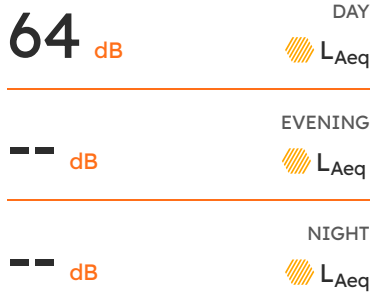 DAY
64 dB LAeq
EVENING
-- dB LAeq
NIGHT
-- dB LAeq